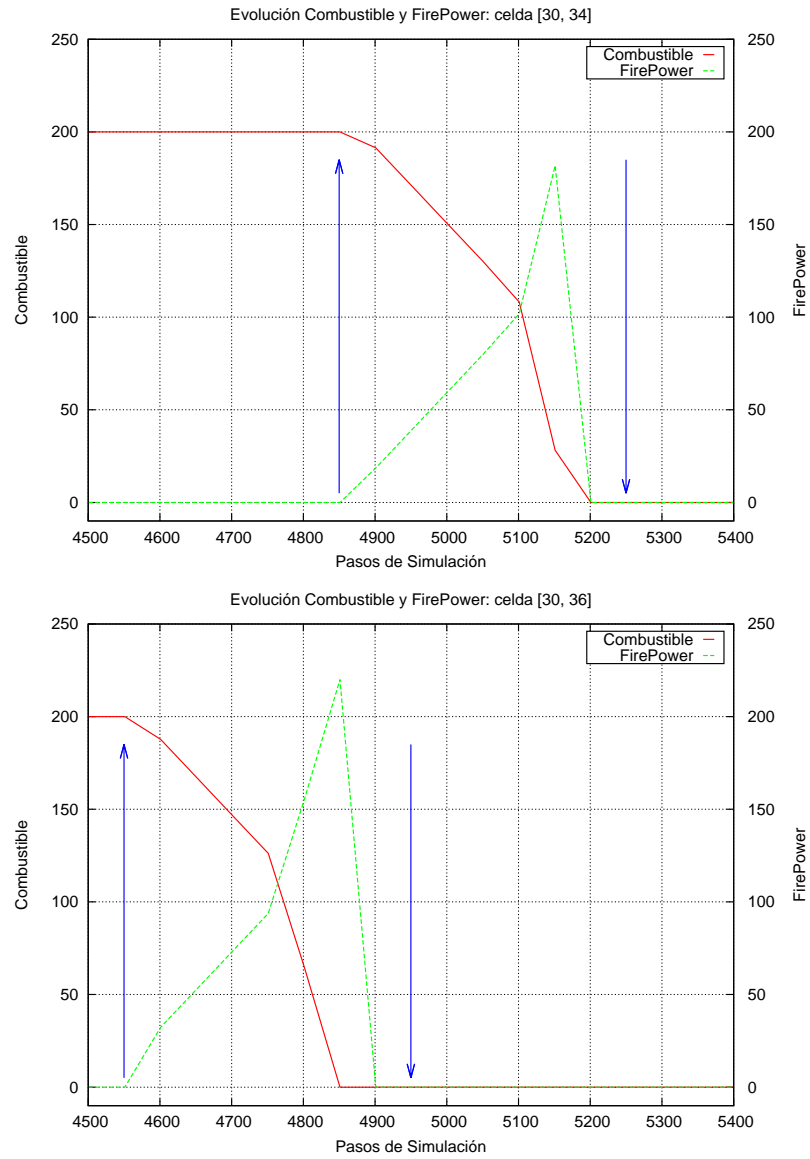 Evolución Combustible y FirePower: celda [30, 34]
250
250
Combustible
FirePower
200
200
150
150
Combustible
FirePower
100
100
50
50
0
0
4500 4600 4700 4800 4900 5000 5100 5200 5300 5400
Pasos de Simulación
Evolución Combustible y FirePower: celda [30, 36]
250
250
Combustible
FirePower
200
200
150
150
Combustible
FirePower
100
100
50
50
0
0
4500 4600 4700 4800 4900 5000 5100 5200 5300 5400
Pasos de Simulación